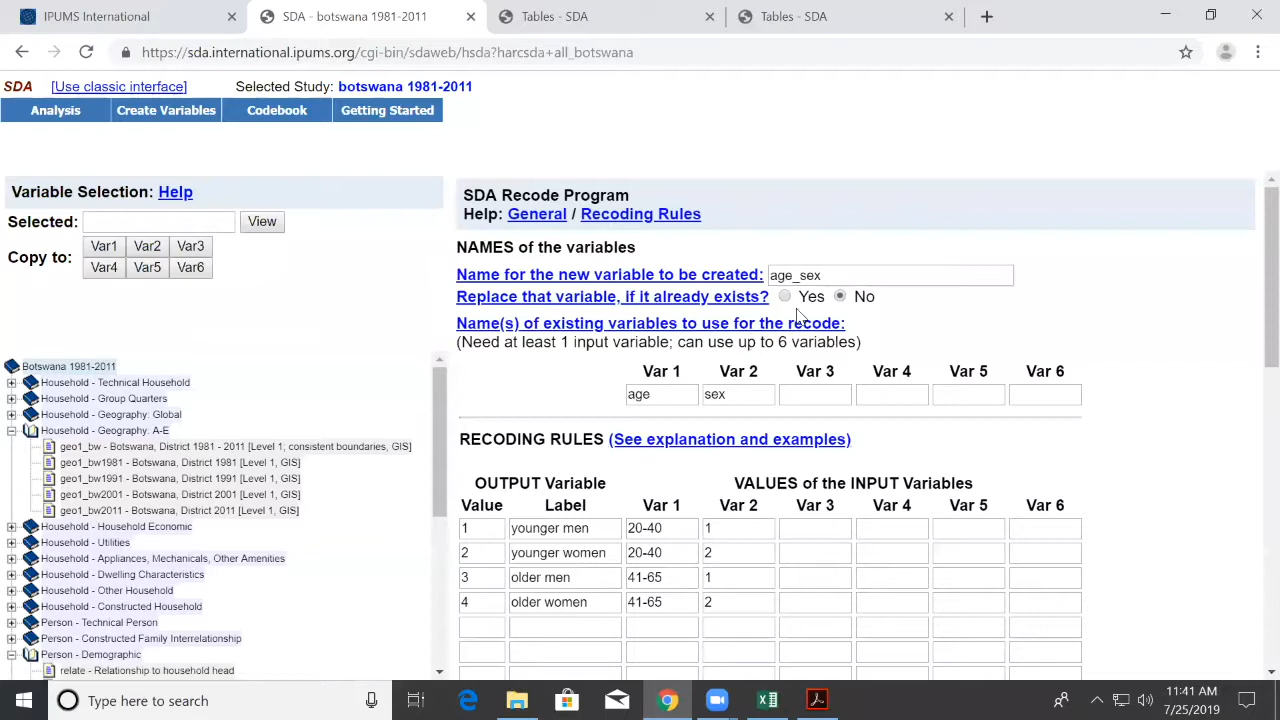 IPUMS International
SDA - botswana 1981-2011
Tables - SDA
Tables - SDA
https://sda.international.ipums.org/cgi-bin/sdaweb/hsda?harcsda+all_botswana
SDA [Use classic interface] Selected Study: botswana 1981-2011
Analysis Create Variables Codebook Getting Started
Variable Selection: Help
Selected: View
Copy to: Var1 Var2 Var3
Var4 Var5 Var6
Botswana 1981-2011
Household - Technical Household
Household - Group Quarters
Household - Geography: Global
Household - Geography: A-E
geo1_bw - Botswana, District 1981 - 2011 [Level 1; consistent boundaries, GIS]
geo1_bw1981 - Botswana, District 1981 [Level 1, GIS]
geo1_bw1991 - Botswana, District 1991 [Level 1, GIS]
geo1_bw2001 - Botswana, District 2001 [Level 1, GIS]
geo1_bw2011 - Botswana, District 2011 [Level 1, GIS]
Household - Household Economic
Household - Utilities
Household - Appliances, Mechanicals, Other Amenities
Household - Dwelling Characteristics
Household - Other Household
Household - Constructed Household
Person - Technical Person
Person - Constructed Family Interrelationship
Person - Demographic
relate - Relationship to household head
SDA Recode Program
Help: General / Recoding Rules
NAMES of the variables
Name for the new variable to be created: age_sex
Replace that variable, if it already exists? Yes No
Name(s) of existing variables to use for the recode:
(Need at least 1 input variable; can use up to 6 variables)
Var 1 Var 2 Var 3 Var 4 Var 5 Var 6
age sex
RECODING RULES (See explanation and examples)
OUTPUT Variable VALUES of the INPUT Variables
Value Label Var 1 Var 2 Var 3 Var 4 Var 5 Var 6
1 younger men 20-40 1
2 younger women 20-40 2
3 older men 41-65 1
4 older women 41-65 2
Type here to search
11:41 AM
7/25/2019